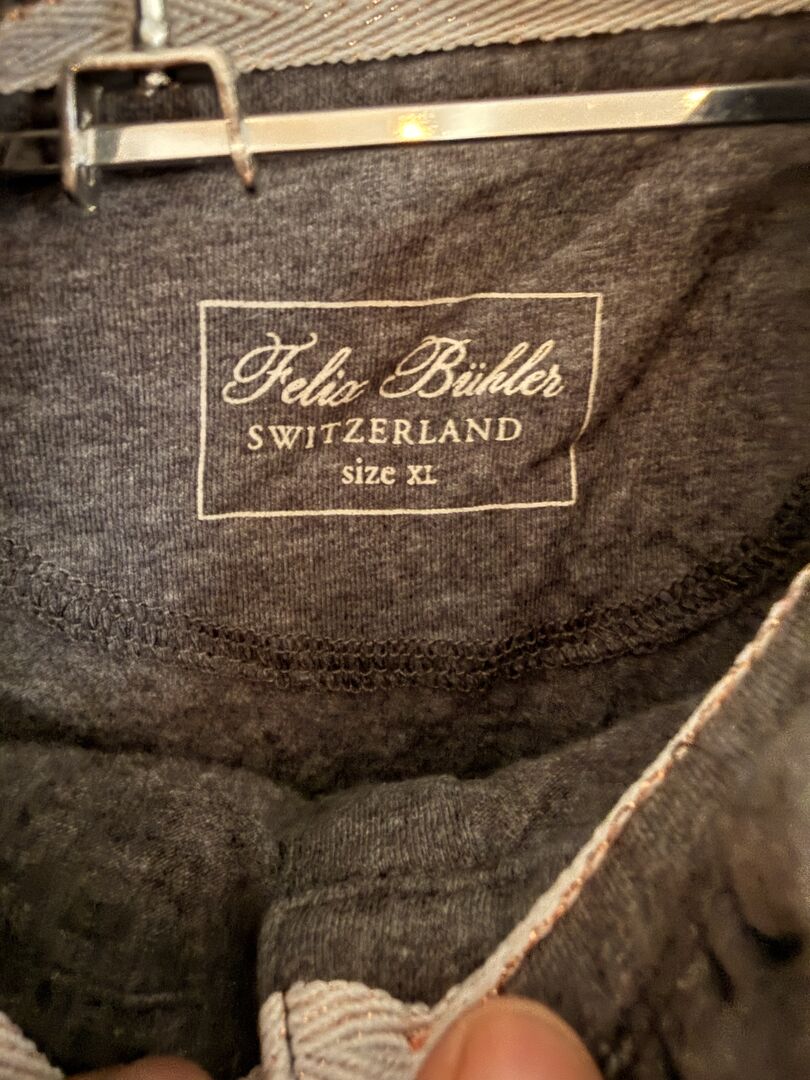 Felix Bühler
SWITZERLAND
size XL